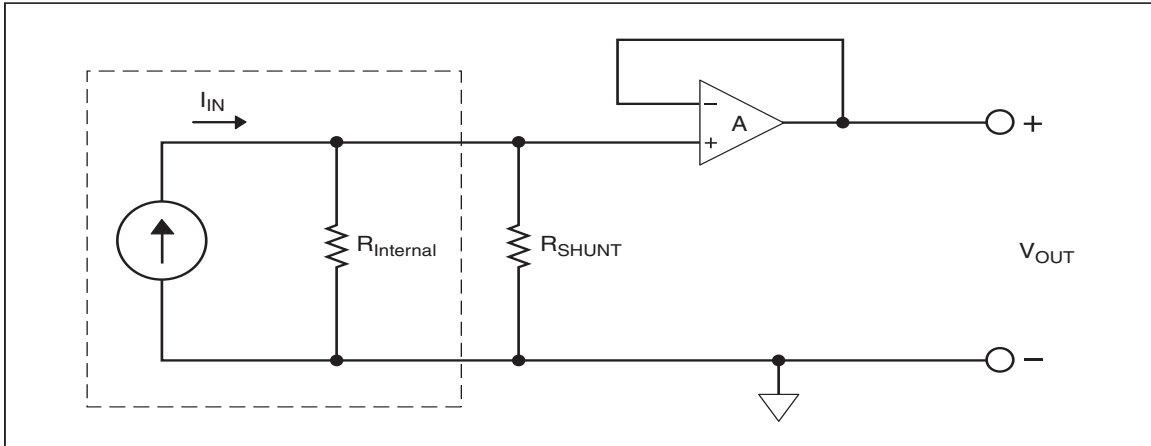 I_IN
−
A
+
+
R_Internal
R_SHUNT
V_OUT
−